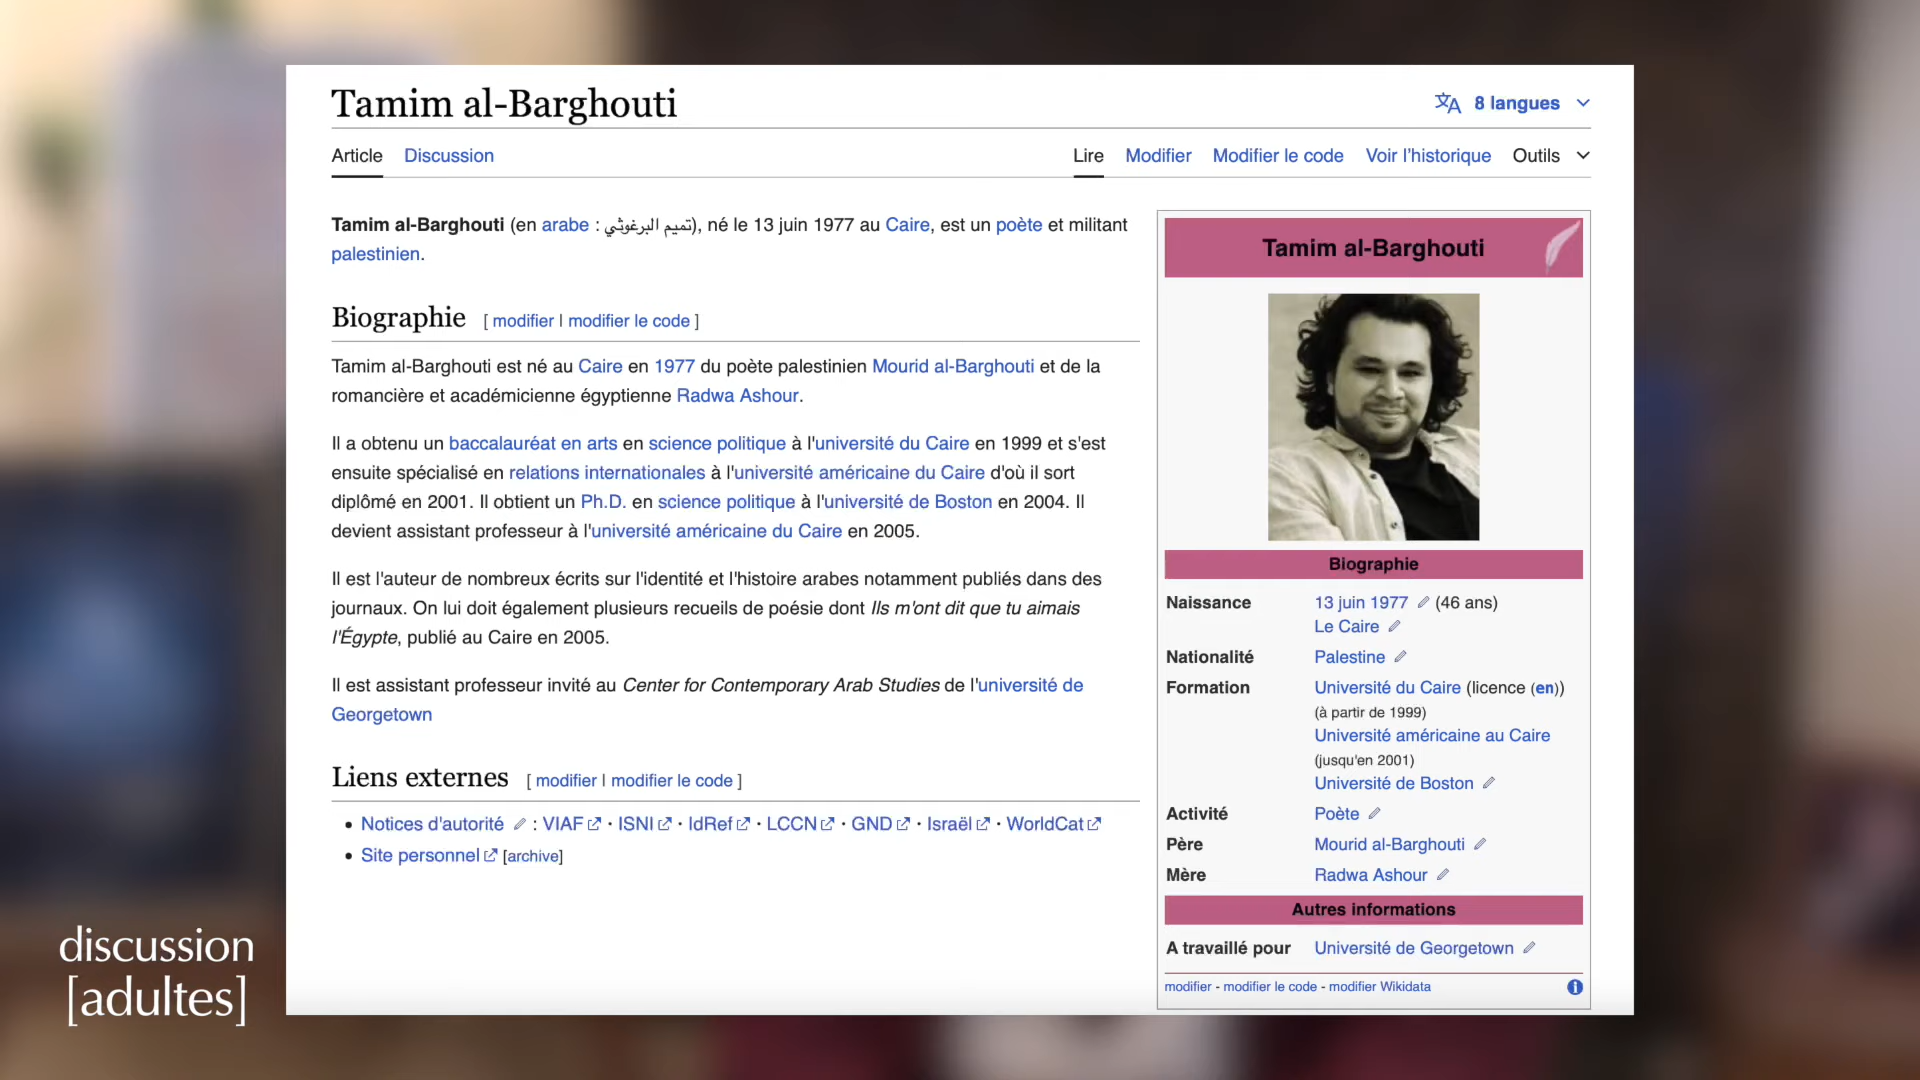 Tamim al-Barghouti
8 langues
Article Discussion
Lire Modifier Modifier le code Voir l'historique Outils
Tamim al-Barghouti (en arabe : تميم البرغوثي), né le 13 juin 1977 au Caire, est un poète et militant
palestinien.
Biographie [ modifier | modifier le code ]
Tamim al-Barghouti est né au Caire en 1977 du poète palestinien Mourid al-Barghouti et de la
romancière et académicienne égyptienne Radwa Ashour.
Il a obtenu un baccalauréat en arts en science politique à l'université du Caire en 1999 et s'est
ensuite spécialisé en relations internationales à l'université américaine du Caire d'où il sort
diplômé en 2001. Il obtient un Ph.D. en science politique à l'université de Boston en 2004. Il
devient assistant professeur à l'université américaine du Caire en 2005.
Il est l'auteur de nombreux écrits sur l'identité et l'histoire arabes notamment publiés dans des
journaux. On lui doit également plusieurs recueils de poésie dont Ils m'ont dit que tu aimais
l'Égypte, publié au Caire en 2005.
Il est assistant professeur invité au Center for Contemporary Arab Studies de l'université de
Georgetown
Liens externes [ modifier | modifier le code ]
• Notices d'autorité : VIAF · ISNI · IdRef · LCCN · GND · Israël · WorldCat
• Site personnel [archive]
Tamim al-Barghouti
Biographie
Naissance 13 juin 1977 (46 ans)
Le Caire
Nationalité Palestine
Formation Université du Caire (licence (en))
(à partir de 1999)
Université américaine au Caire
(jusqu'en 2001)
Université de Boston
Activité Poète
Père Mourid al-Barghouti
Mère Radwa Ashour
Autres informations
A travaillé pour Université de Georgetown
modifier - modifier le code - modifier Wikidata
discussion
[adultes]